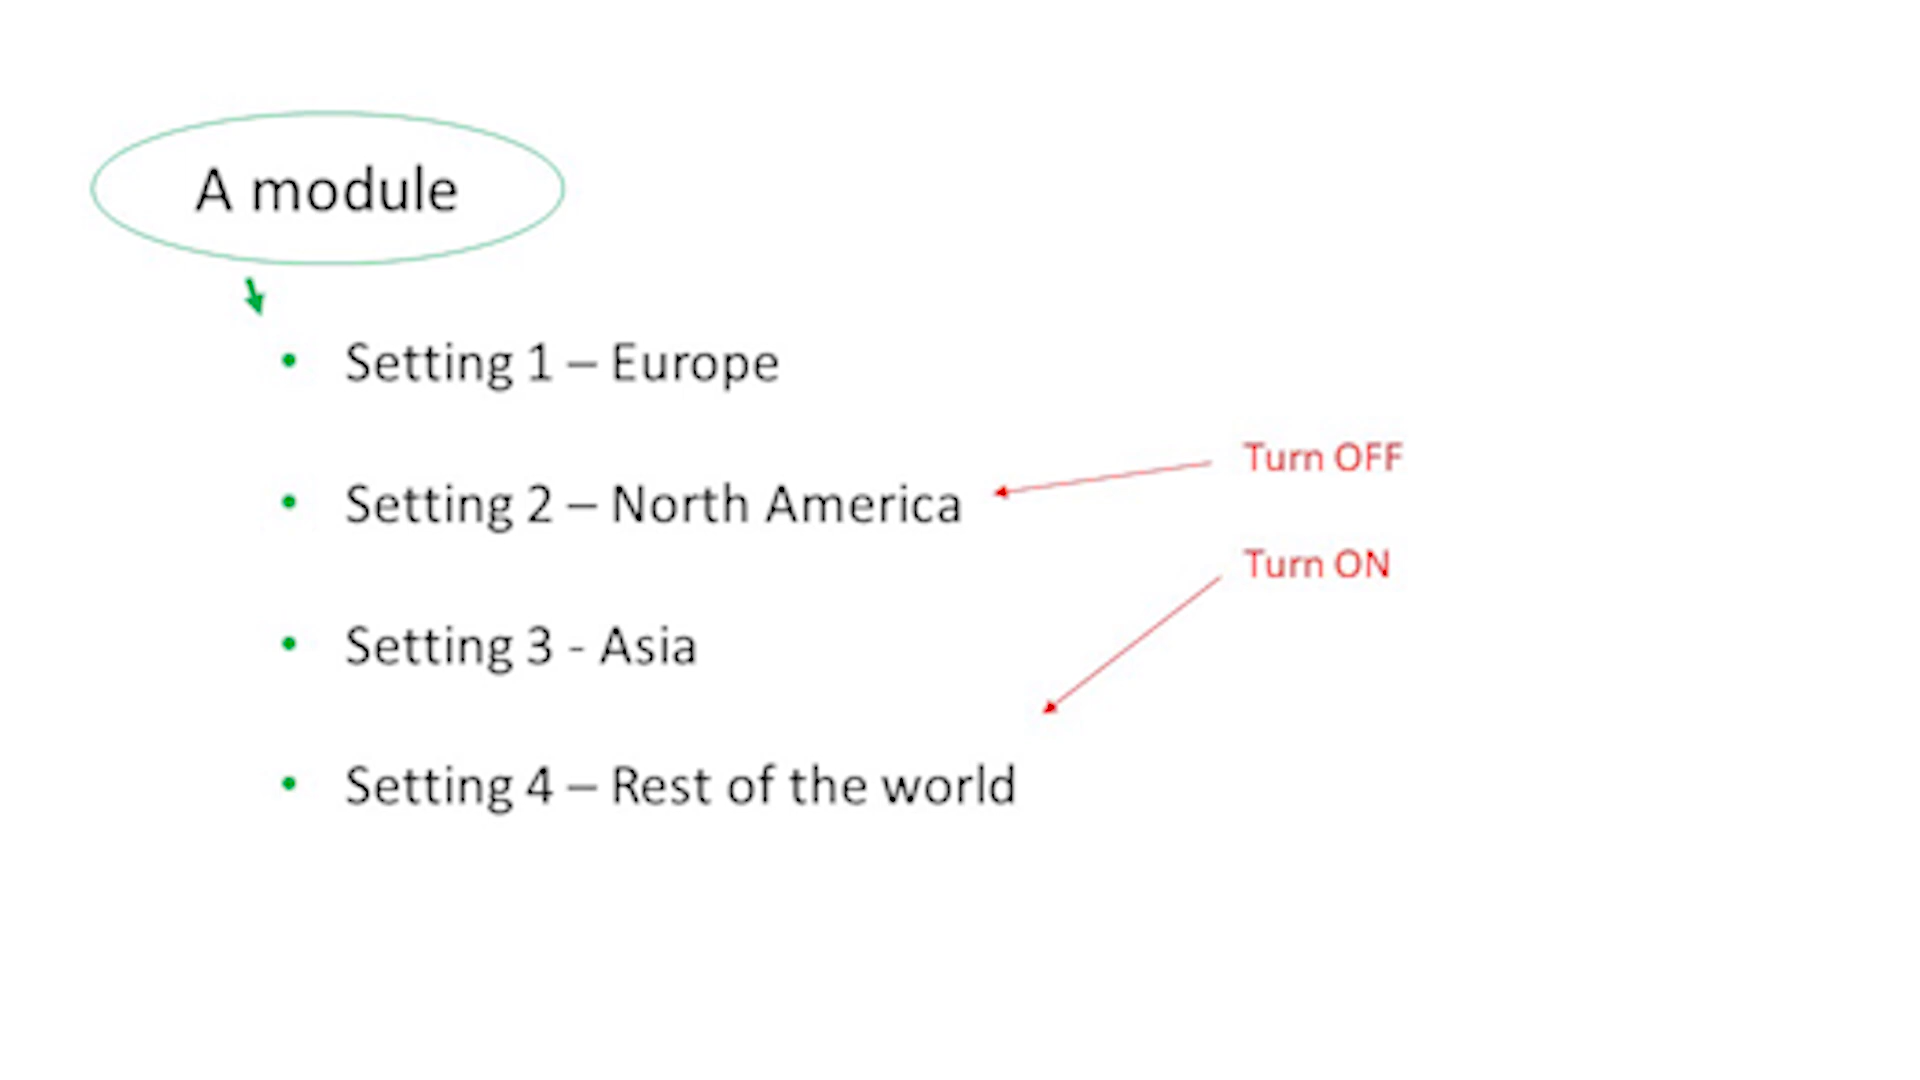 A module
• Setting 1 – Europe
Turn OFF
• Setting 2 – North America
Turn ON
• Setting 3 - Asia
• Setting 4 – Rest of the world